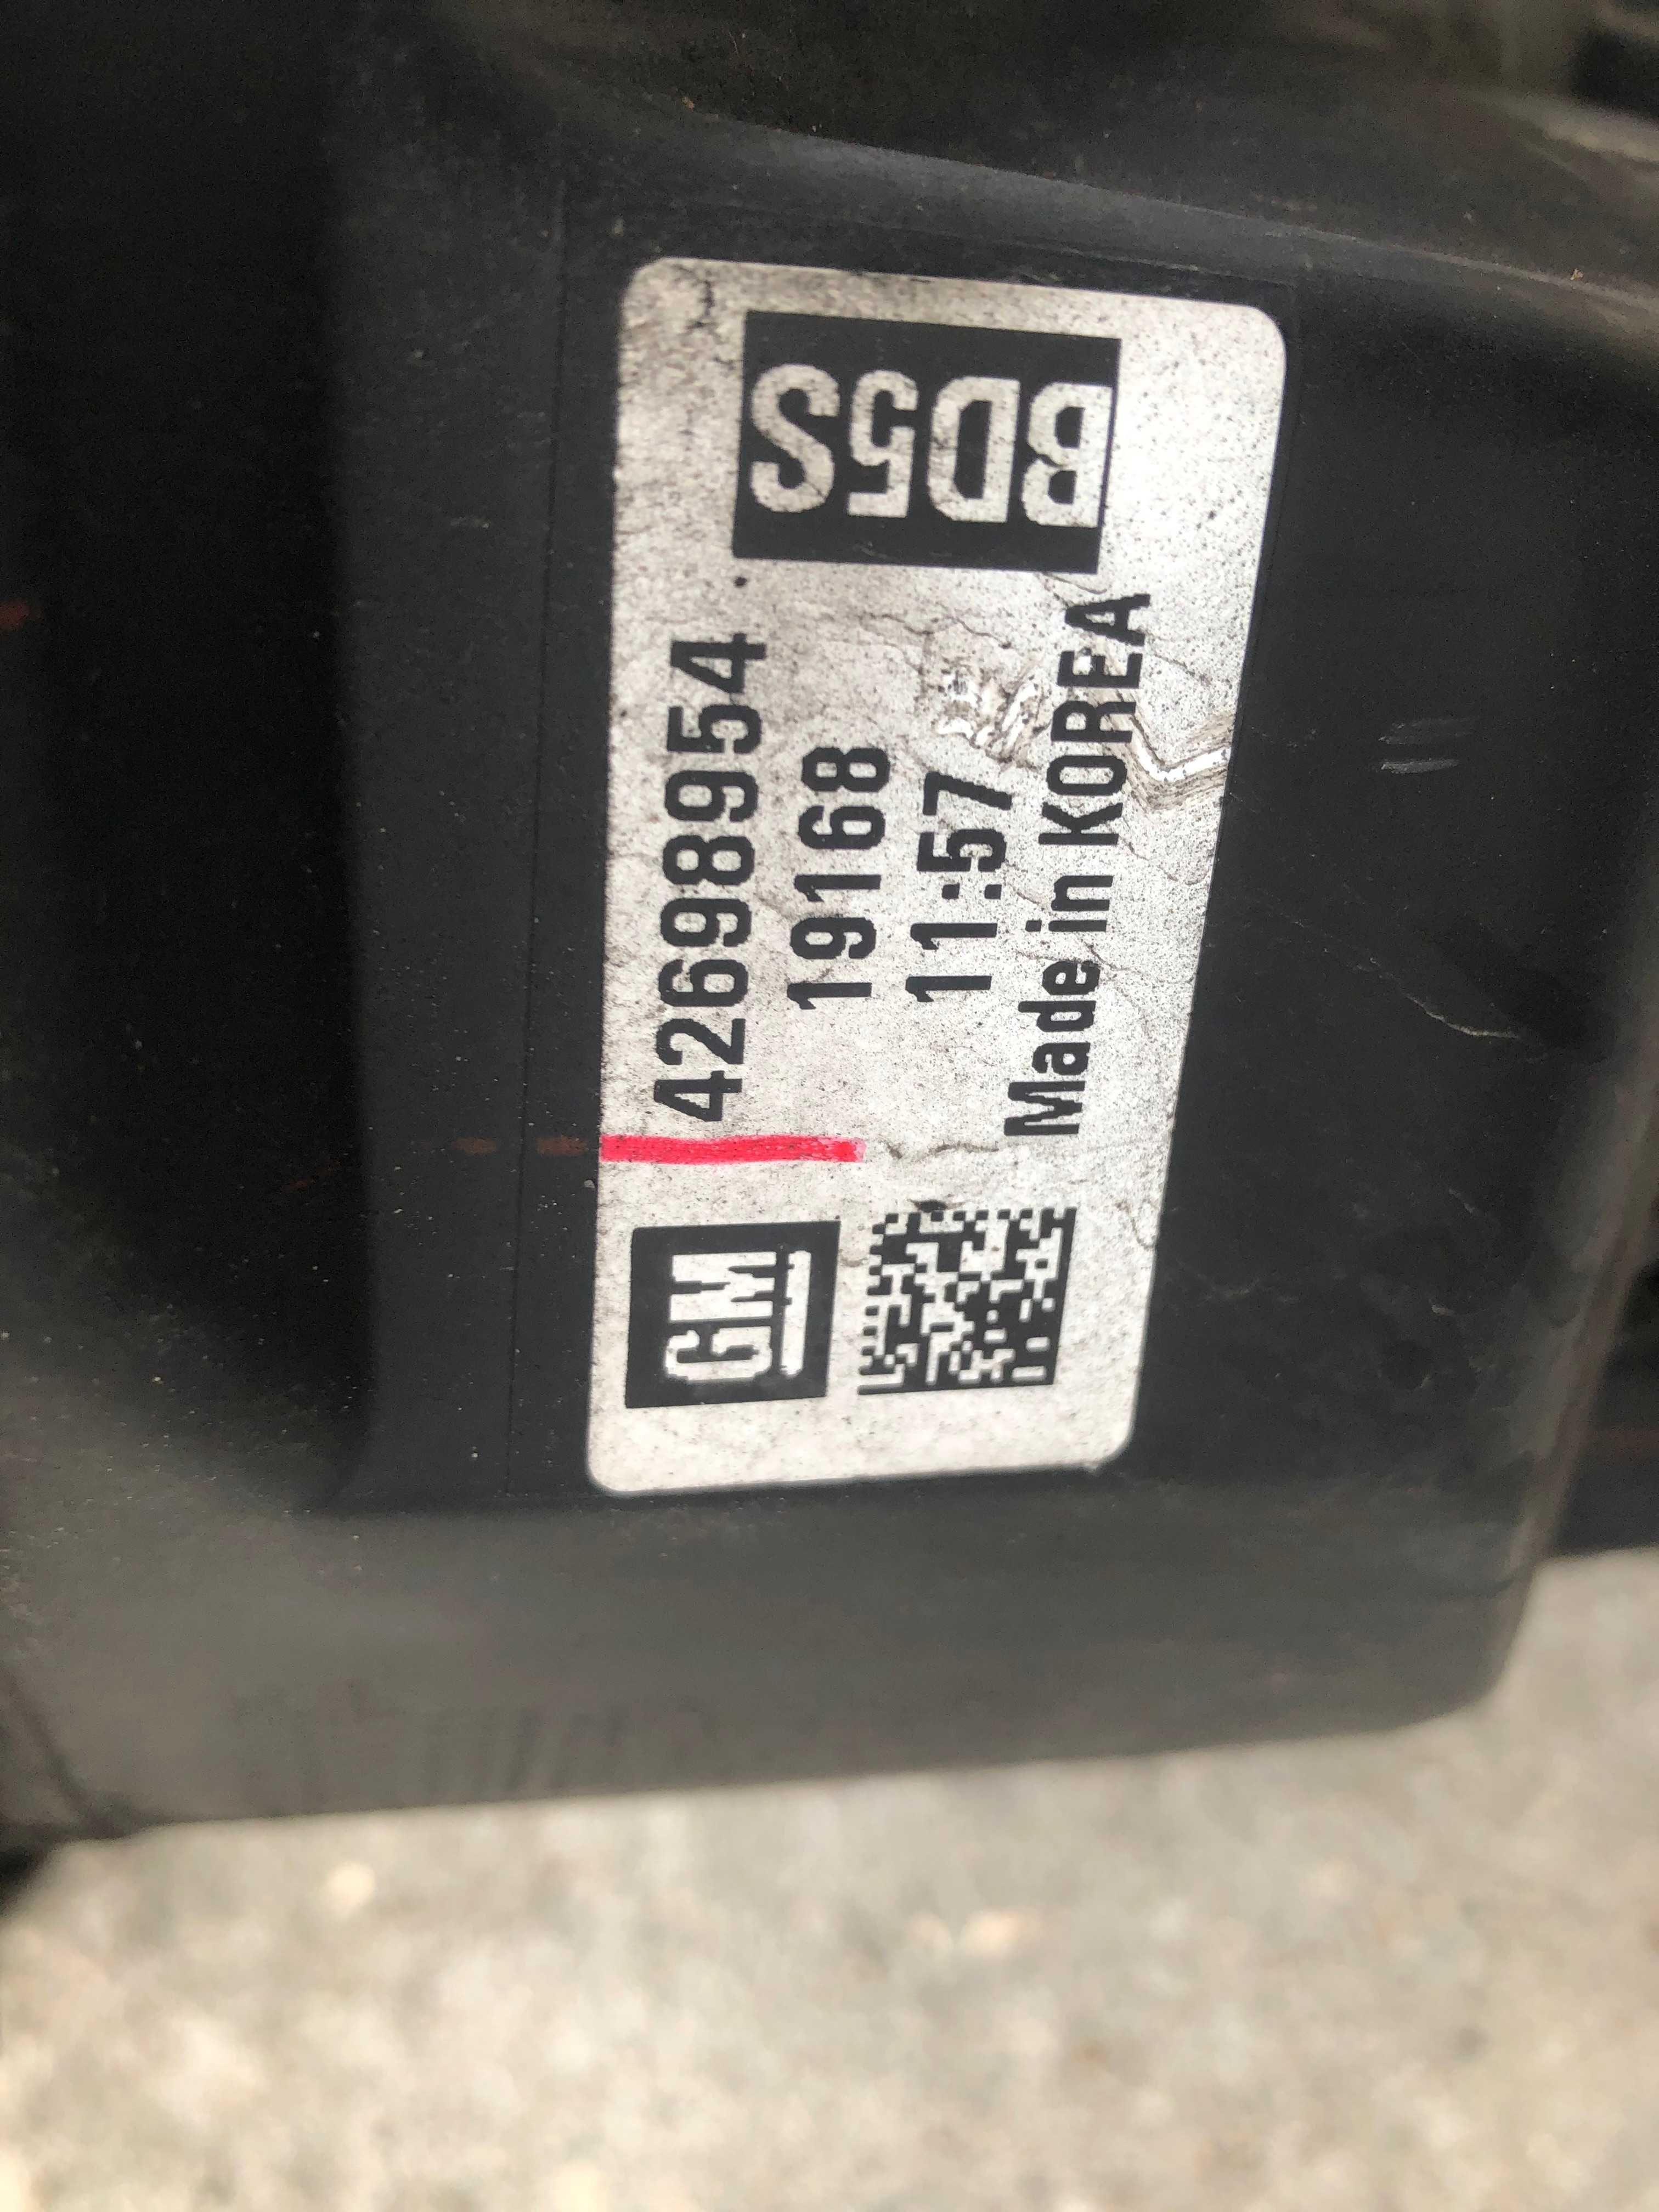 GM
42698954
19168
11:57
Made in KOREA
BD5S